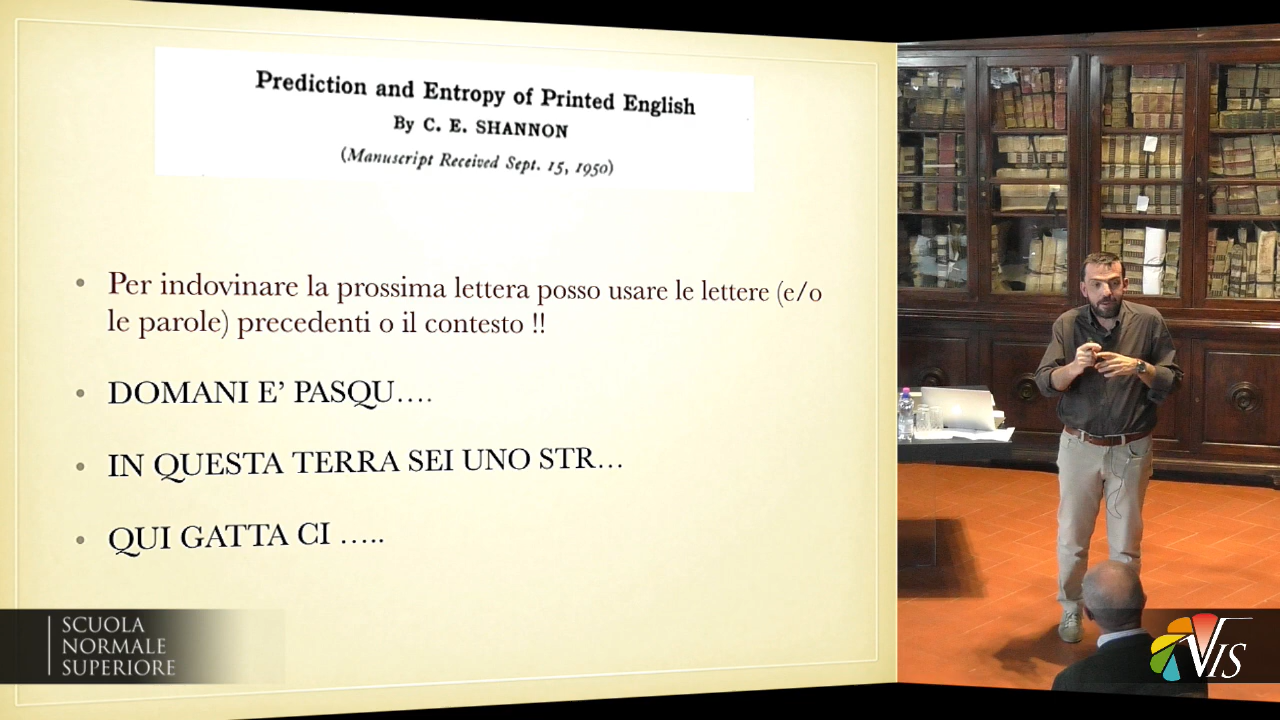 Prediction and Entropy of Printed English
By C. E. SHANNON
(Manuscript Received Sept. 15, 1950)
• Per indovinare la prossima lettera posso usare le lettere (e/o
le parole) precedenti o il contesto !!
• DOMANI E’ PASQU….
• IN QUESTA TERRA SEI UNO STR…
• QUI GATTA CI …..
SCUOLA
NORMALE
SUPERIORE
VIS